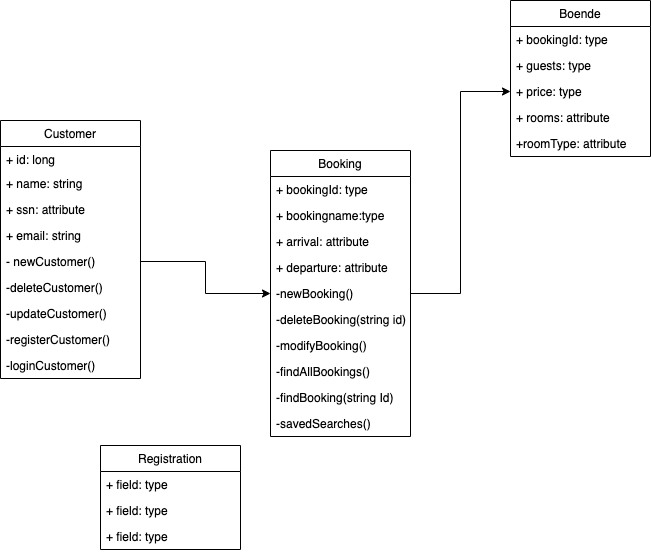 Boende
+ bookingId: type
+ guests: type
+ price: type
+ rooms: attribute
+roomType: attribute
Customer
+ id: long
+ name: string
+ ssn: attribute
+ email: string
- newCustomer()
-deleteCustomer()
-updateCustomer()
-registerCustomer()
-loginCustomer()
Booking
+ bookingId: type
+ bookingname:type
+ arrival: attribute
+ departure: attribute
-newBooking()
-deleteBooking(string id)
-modifyBooking()
-findAllBookings()
-findBooking(string Id)
-savedSearches()
Registration
+ field: type
+ field: type
+ field: type